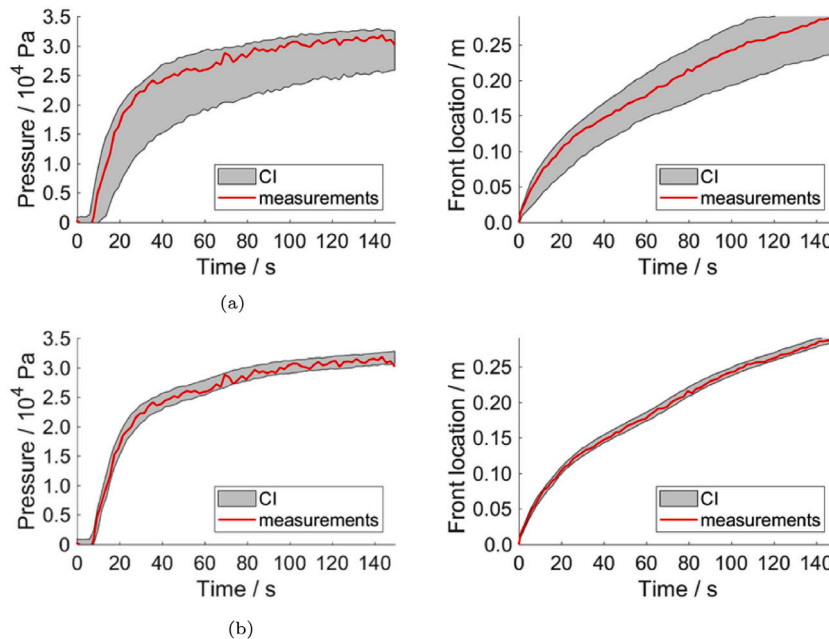 3.5
3.0
2.5
2.0
1.5
1.0
0.5
0
Pressure / 10⁴ Pa
CI
measurements
0 20 40 60 80 100 120 140
Time / s
0.25
0.20
0.15
0.10
0.05
0.0
Front location / m
CI
measurements
0 20 40 60 80 100 120 140
Time / s
(a)
3.5
3.0
2.5
2.0
1.5
1.0
0.5
0
Pressure / 10⁴ Pa
CI
measurements
0 20 40 60 80 100 120 140
Time / s
0.25
0.20
0.15
0.10
0.05
0.0
Front location / m
CI
measurements
0 20 40 60 80 100 120 140
Time / s
(b)